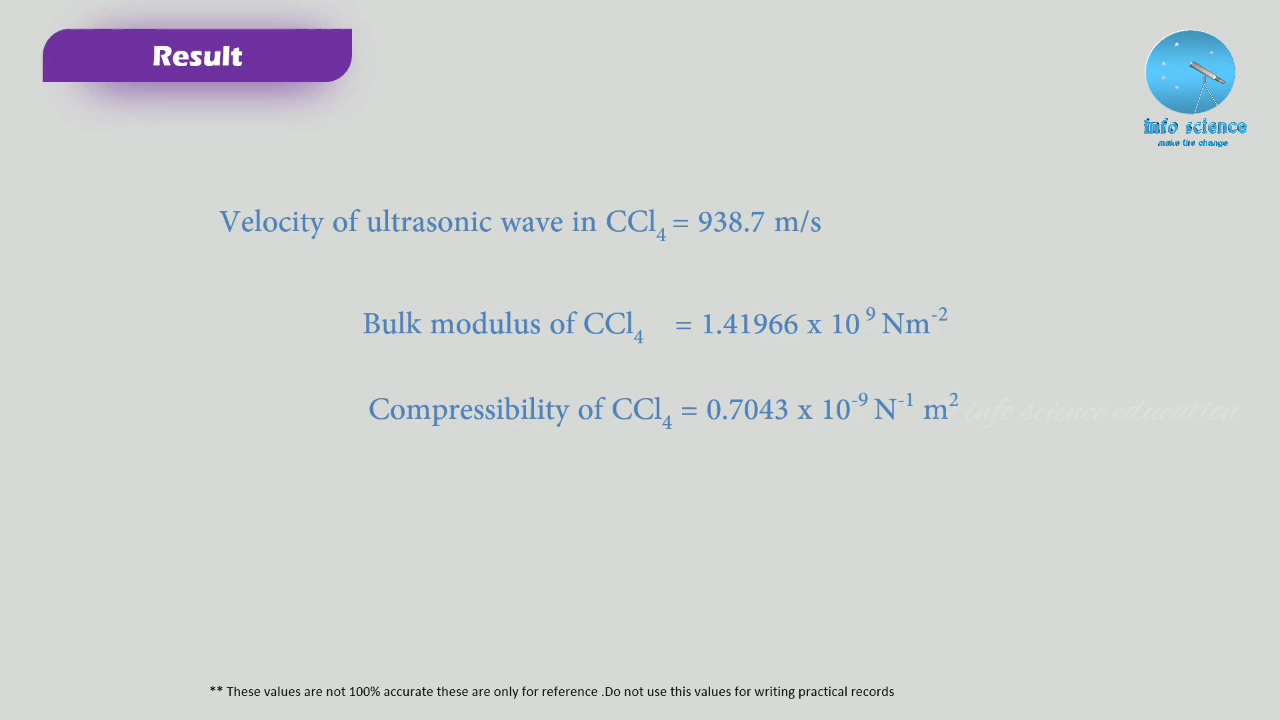 Result
info science
make the change
Velocity of ultrasonic wave in CCl₄ = 938.7 m/s
Bulk modulus of CCl₄ = 1.41966 x 10⁹ Nm⁻²
Compressibility of CCl₄ = 0.7043 x 10⁻⁹ N⁻¹ m²
info science education
** These values are not 100% accurate these are only for reference .Do not use this values for writing practical records